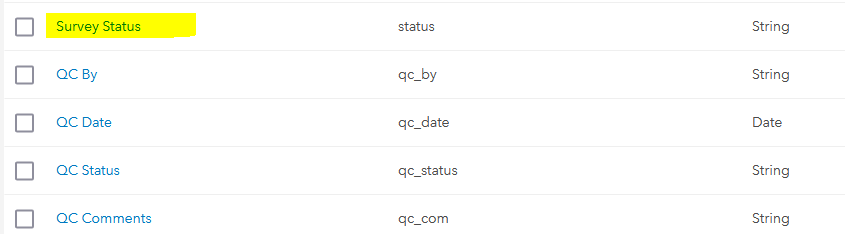 Survey Status status String
QC By qc_by String
QC Date qc_date Date
QC Status qc_status String
QC Comments qc_com String